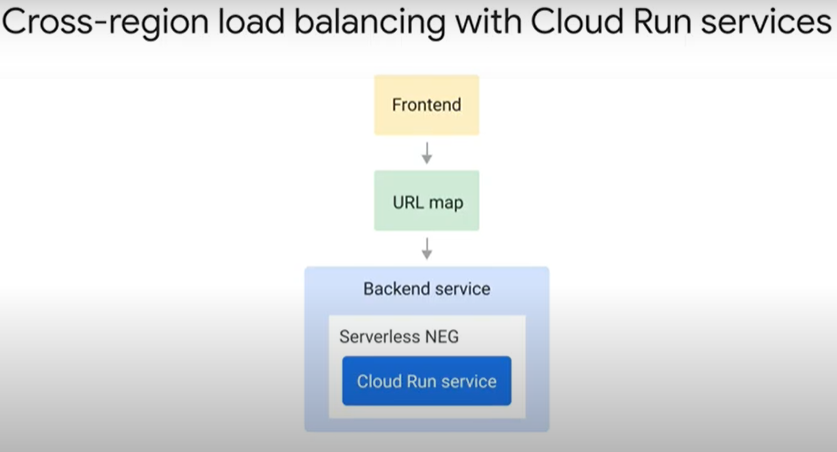 Cross-region load balancing with Cloud Run services
Frontend
URL map
Backend service
Serverless NEG
Cloud Run service